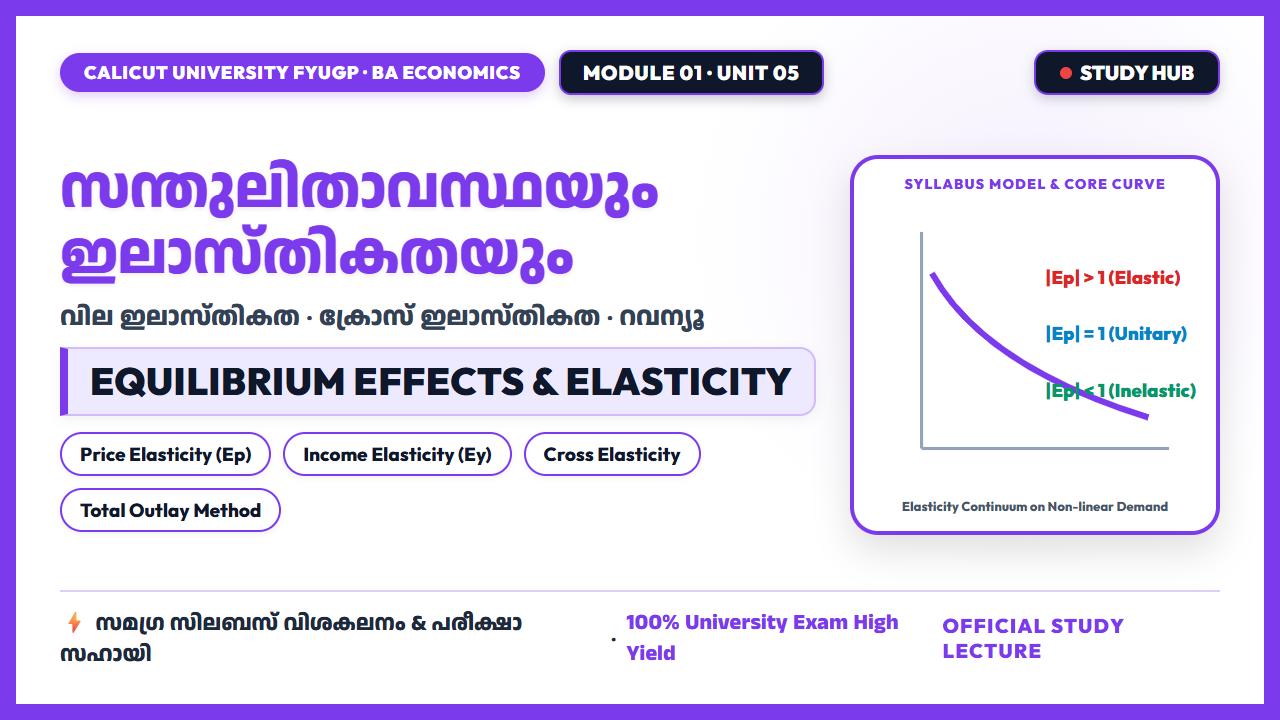 CALICUT UNIVERSITY FYUGP · BA ECONOMICS
MODULE 01 · UNIT 05
STUDY HUB
സന്തുലിതാവസ്ഥയും
ഇലാസ്തികതയും
വില ഇലാസ്തികത · ക്രോസ് ഇലാസ്തികത · റവന്യൂ
EQUILIBRIUM EFFECTS & ELASTICITY
Price Elasticity (Ep)
Income Elasticity (Ey)
Cross Elasticity
Total Outlay Method
SYLLABUS MODEL & CORE CURVE
|Ep| > 1 (Elastic)
|Ep| = 1 (Unitary)
|Ep| < 1 (Inelastic)
Elasticity Continuum on Non-linear Demand
⚡ സമഗ്ര സിലബസ് വിശകലനം & പരീക്ഷാ
സഹായി
·
100% University Exam High
Yield
OFFICIAL STUDY
LECTURE